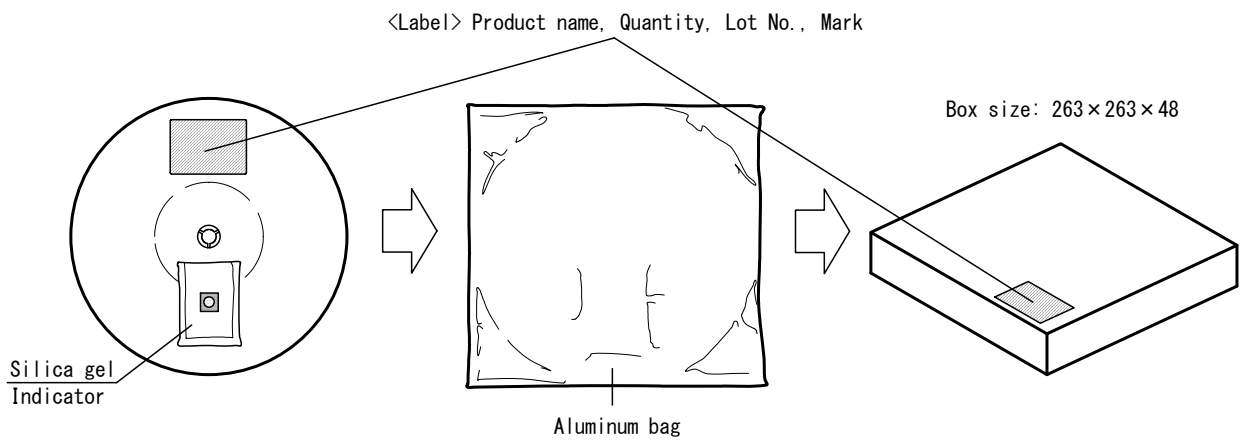 <Label> Product name, Quantity, Lot No., Mark
Box size: 263×263×48
Silica gel
Indicator
Aluminum bag